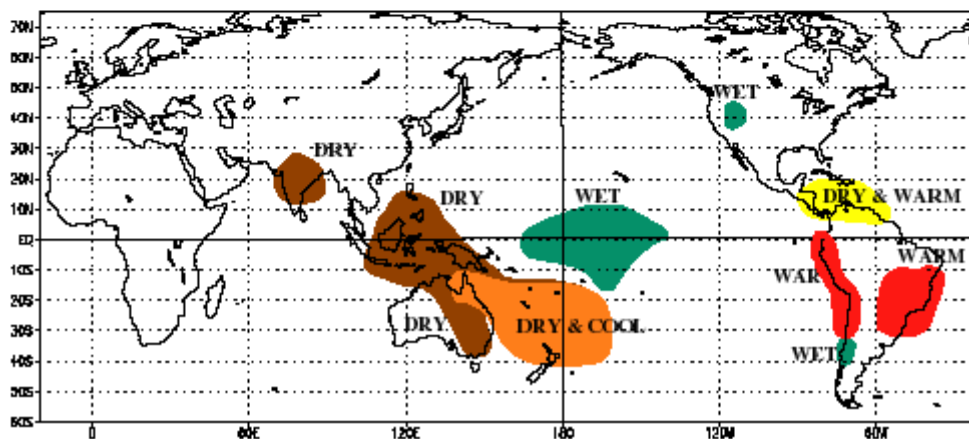 70N
60N
50N
40N
30N
20N
10N
EQ
10S
20S
30S
40S
50S
60S
WET
DRY
DRY
WET
DRY & WARM
WARM
WAR
DRY
DRY & COOL
WET
0
60E
120E
180
120W
60W